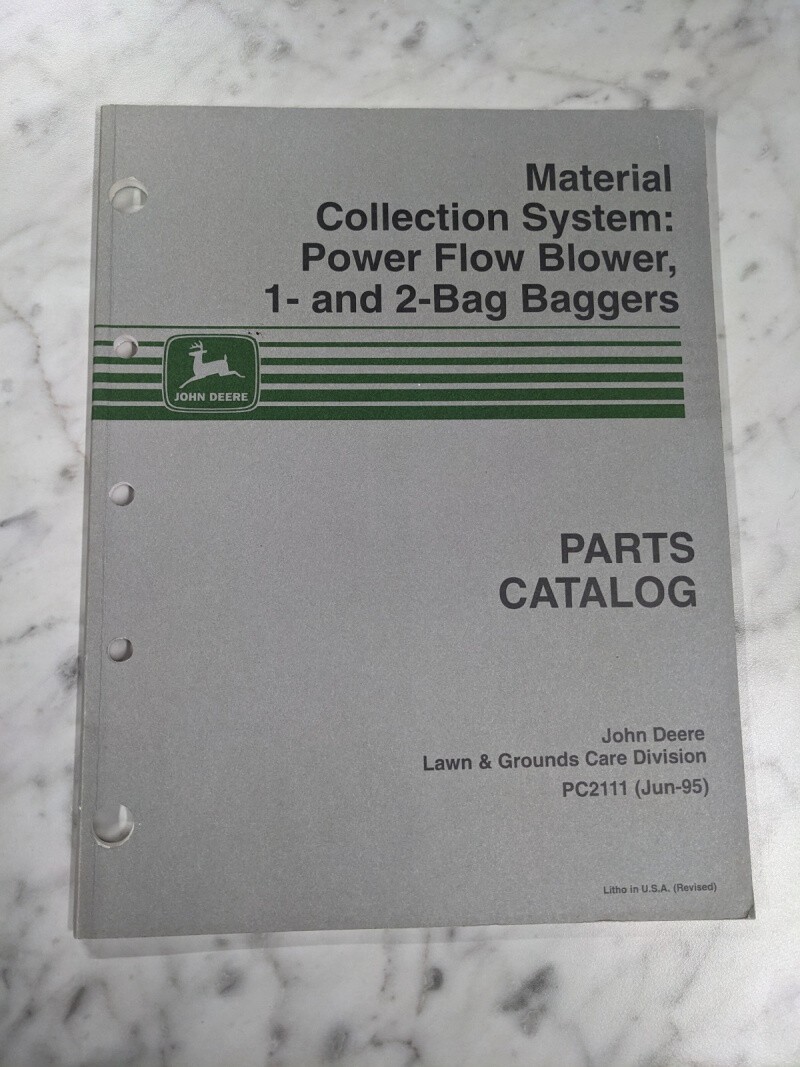 Material
Collection System:
Power Flow Blower,
1- and 2-Bag Baggers
JOHN DEERE
PARTS
CATALOG
John Deere
Lawn & Grounds Care Division
PC2111 (Jun-95)
Litho in U.S.A. (Revised)